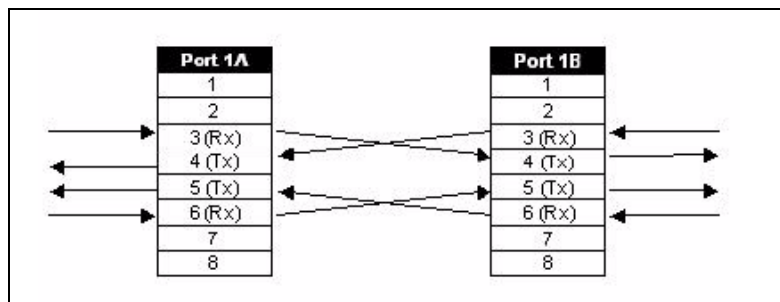 Port 1A
1
2
3 (Rx)
4 (Tx)
5 (Tx)
6 (Rx)
7
8
Port 1B
1
2
3 (Rx)
4 (Tx)
5 (Tx)
6 (Rx)
7
8